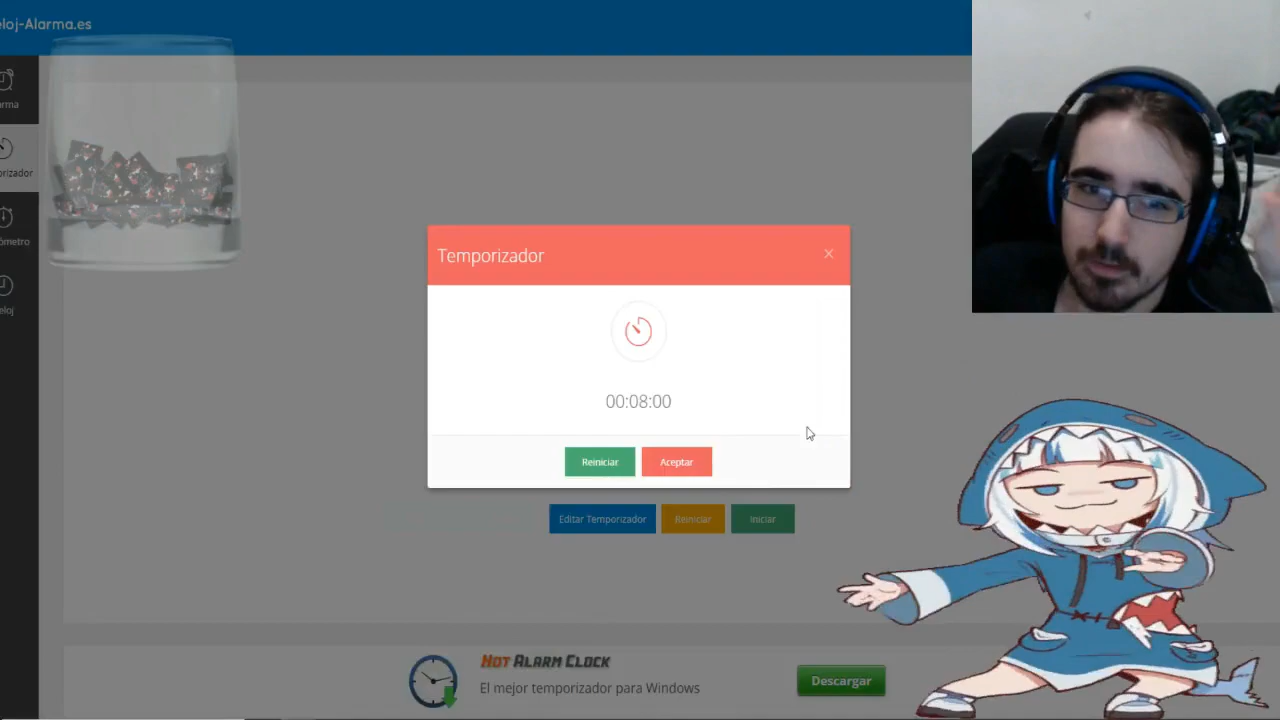 eloj-Alarma.es
arma
orizador
ómetro
eloj
Temporizador
×
00:08:00
Reiniciar
Aceptar
Editar Temporizador
Reiniciar
Iniciar
HOT ALARM CLOCK
El mejor temporizador para Windows
Descargar